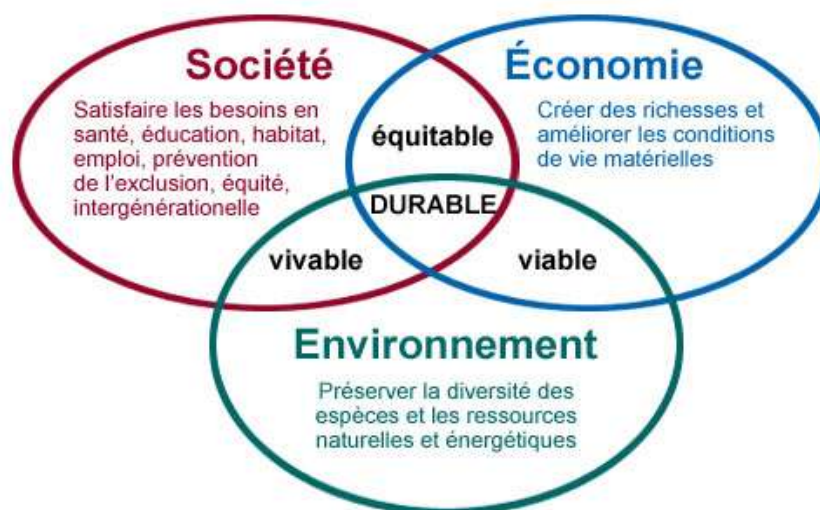 Société
Satisfaire les besoins en
santé, éducation, habitat,
emploi, prévention
de l'exclusion, équité,
intergénérationelle
Économie
Créer des richesses et
améliorer les conditions
de vie matérielles
équitable
DURABLE
vivable
viable
Environnement
Préserver la diversité des
espèces et les ressources
naturelles et énergétiques